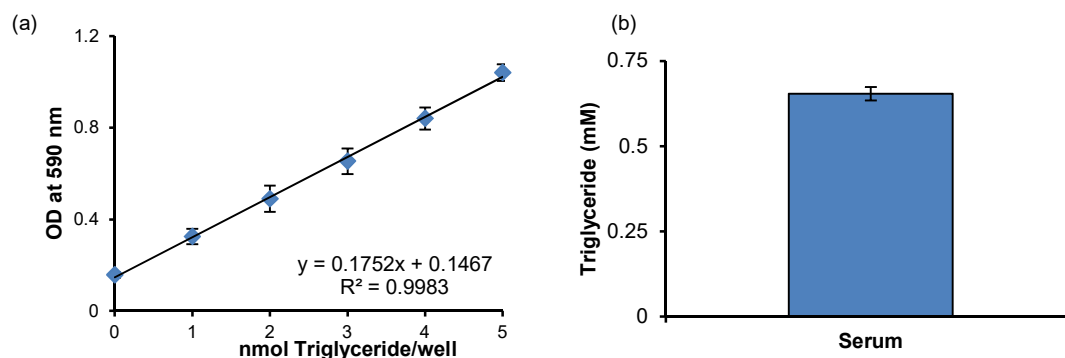 (a)
OD at 590 nm
1.2
0.8
0.4
0
y = 0.1752x + 0.1467
R² = 0.9983
0 1 2 3 4 5
nmol Triglyceride/well
(b)
Triglyceride (mM)
0.75
0.5
0.25
0
Serum